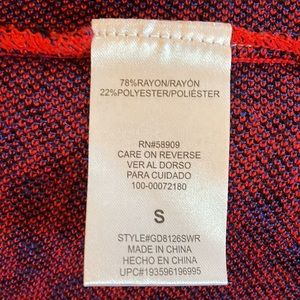 78%RAYON/RAYÓN
22%POLYESTER/POLIÉSTER
RN#58909
CARE ON REVERSE
VER AL DORSO
PARA CUIDADO
100-00072180
S
STYLE#GD8126SWR
MADE IN CHINA
HECHO EN CHINA
UPC#193596196995